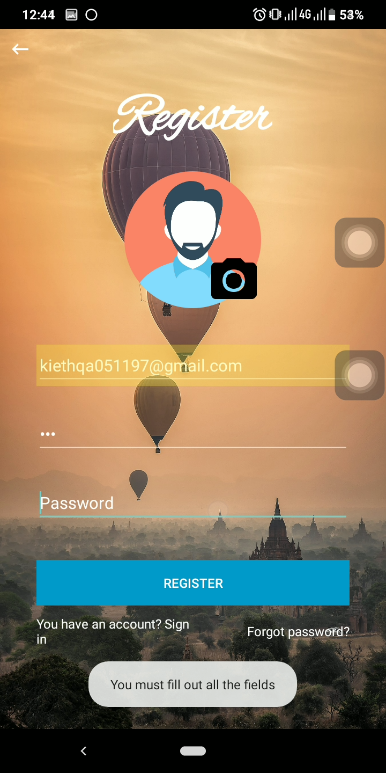 12:44
4G
53%
Register
kiethqa051197@gmail.com
•••
Password
REGISTER
You have an account? Sign
in
Forgot password?
You must fill out all the fields